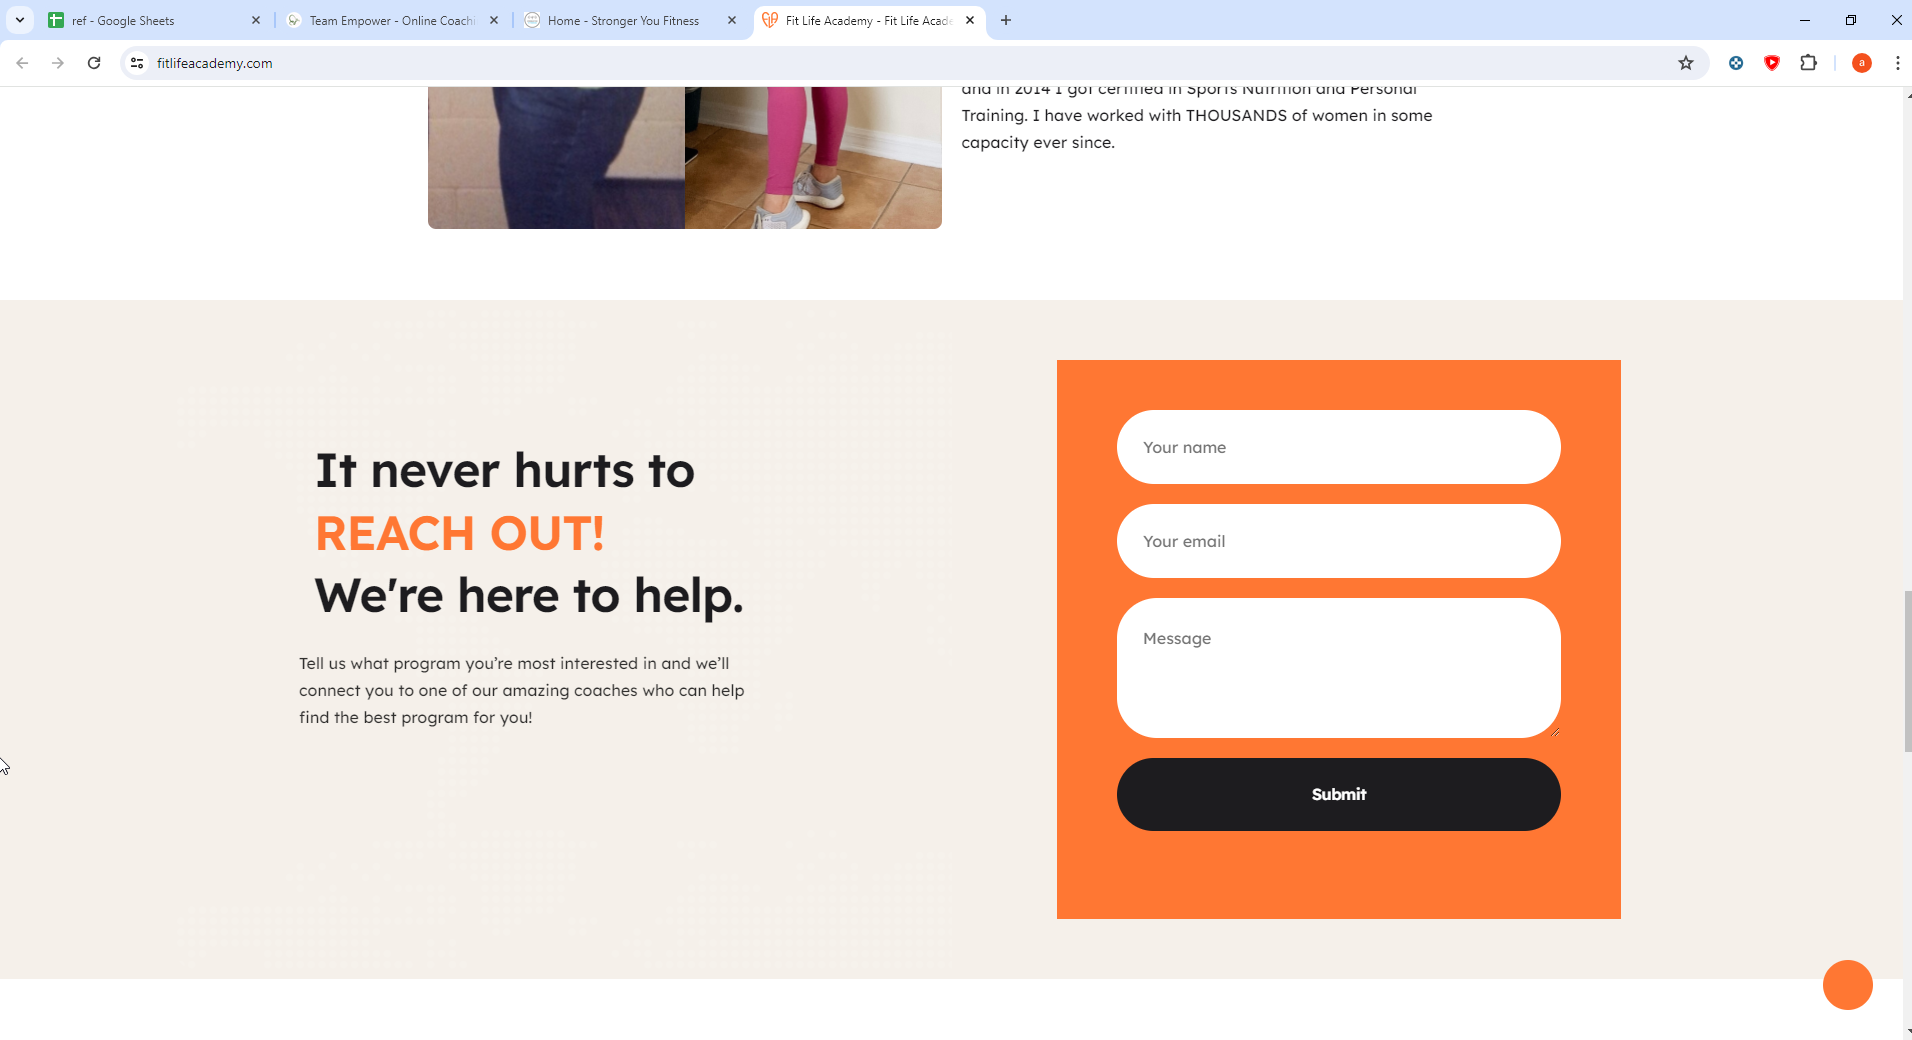 ref - Google Sheets
Team Empower - Online Coachi
Home - Stronger You Fitness
Fit Life Academy - Fit Life Acade
fitlifeacademy.com
a
and in 2014 I got certified in Sports Nutrition and Personal
Training. I have worked with THOUSANDS of women in some
capacity ever since.
It never hurts to
REACH OUT!
We're here to help.
Tell us what program you’re most interested in and we’ll
connect you to one of our amazing coaches who can help
find the best program for you!
Your name
Your email
Message
Submit